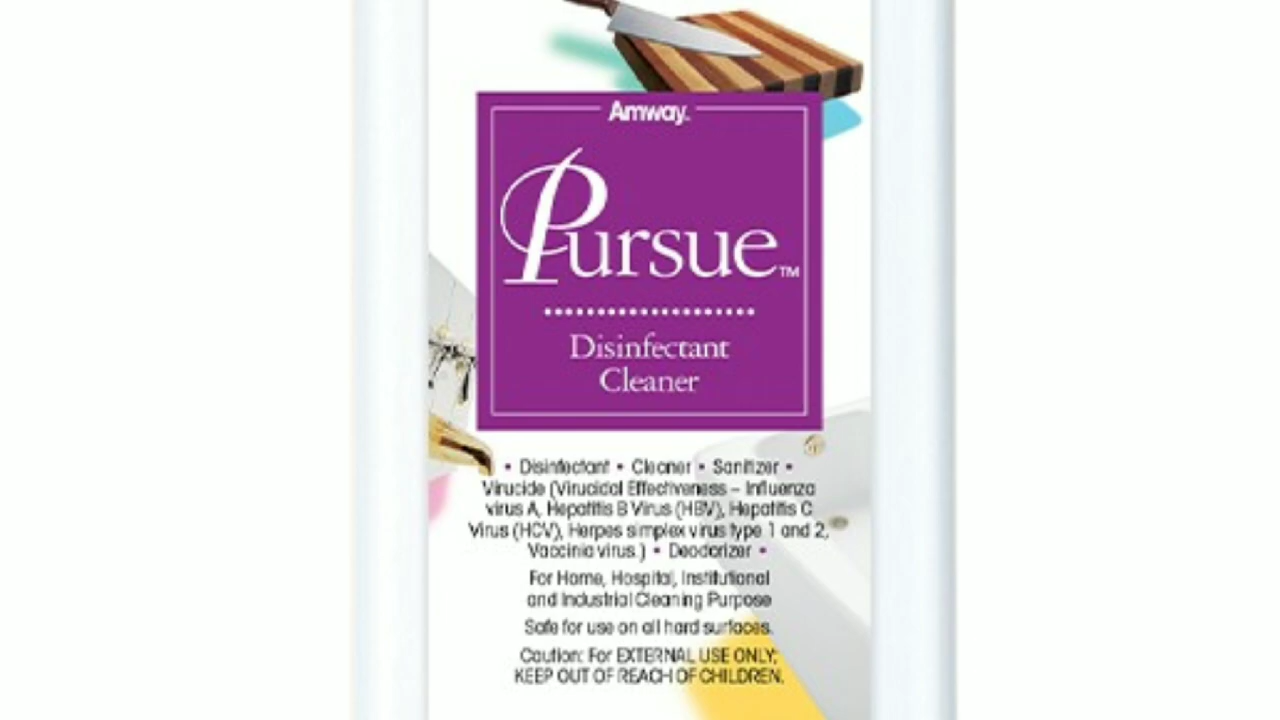 Amway.
Pursue™
Disinfectant
Cleaner
• Disinfectant • Cleaner • Sanitizer •
Virucide (Virucidal Effectiveness – Influenza
virus A, Hepatitis B Virus (HBV), Hepatitis C
Virus (HCV), Herpes simplex virus type 1 and 2,
Vaccinia virus.) • Deodorizer •
For Home, Hospital, Institutional
and Industrial Cleaning Purpose
Safe for use on all hard surfaces.
Caution: For EXTERNAL USE ONLY;
KEEP OUT OF REACH OF CHILDREN.